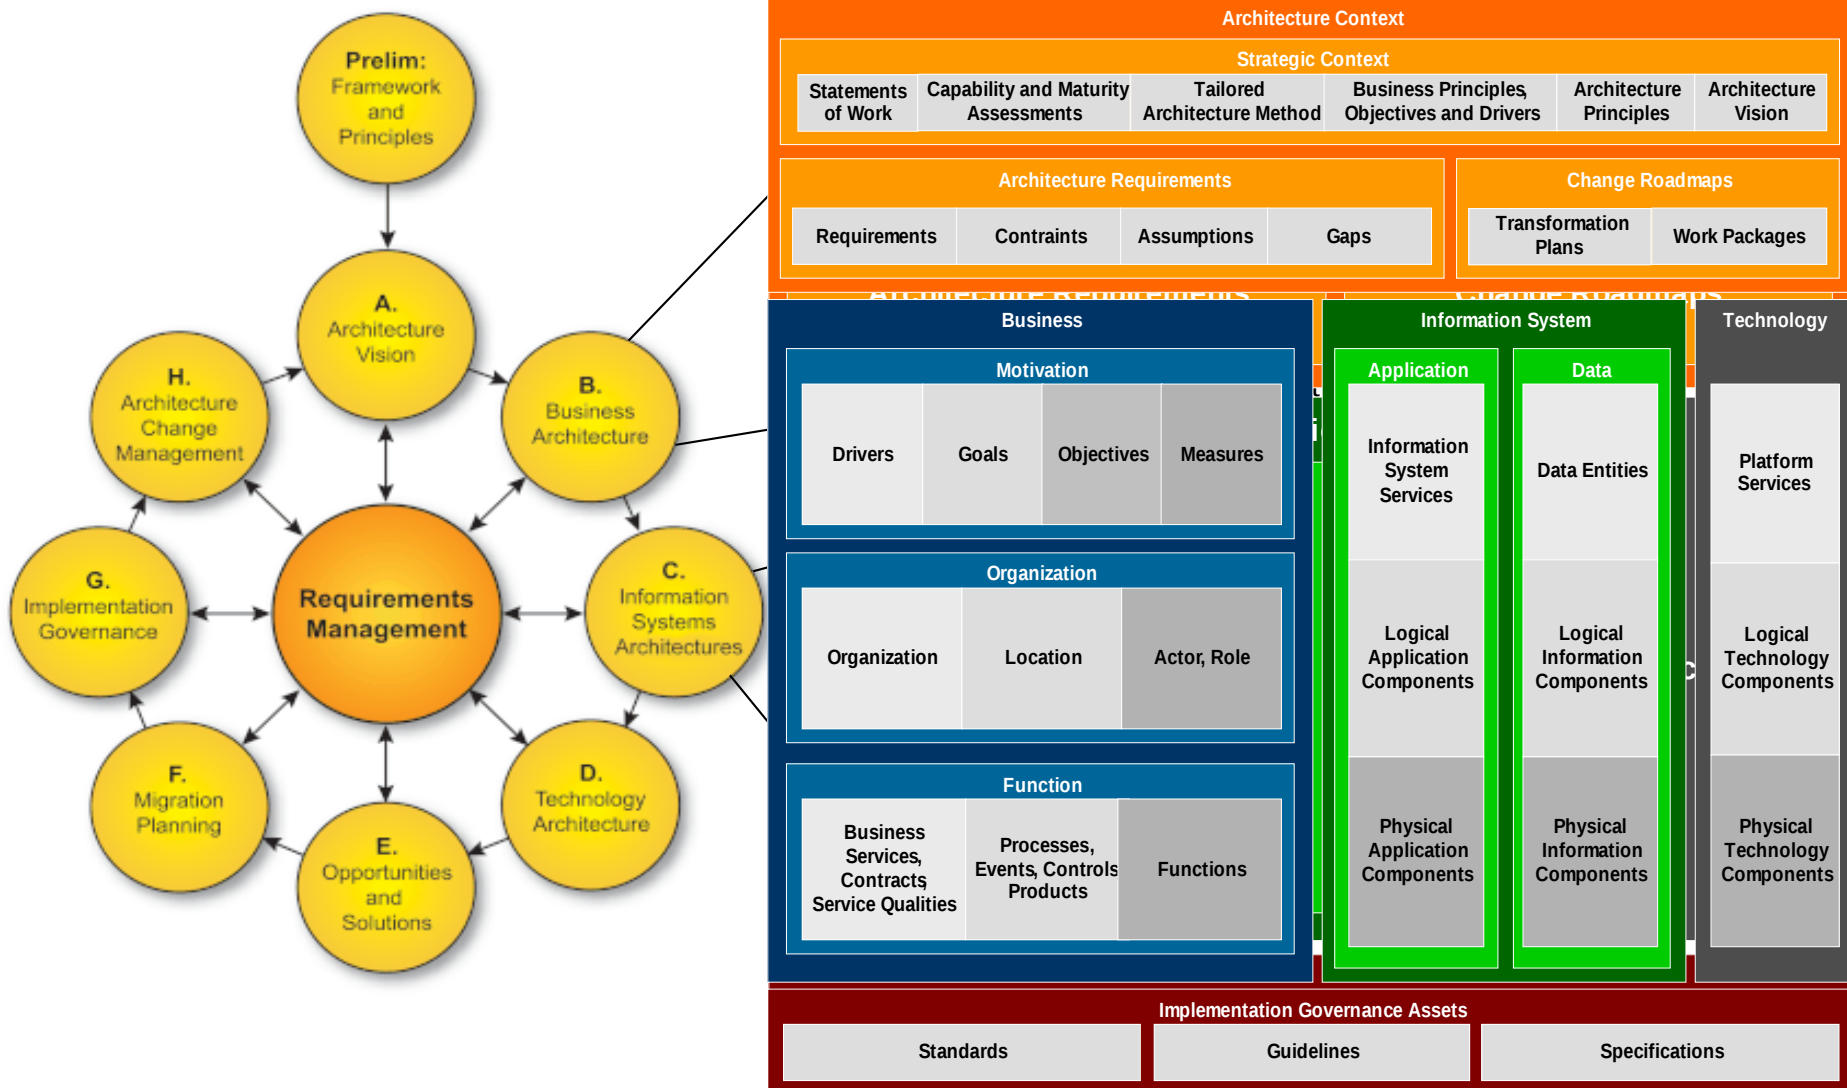 Prelim:
Framework
and
Principles
A.
Architecture
Vision
B.
Business
Architecture
C.
Information
Systems
Architectures
D.
Technology
Architecture
E.
Opportunities
and
Solutions
F.
Migration
Planning
G.
Implementation
Governance
H.
Architecture
Change
Management
Requirements
Management
Architecture Context
Strategic Context
Statements
of Work
Capability and Maturity
Assessments
Tailored
Architecture Method
Business Principles,
Objectives and Drivers
Architecture
Principles
Architecture
Vision
Architecture Requirements
Requirements
Contraints
Assumptions
Gaps
Change Roadmaps
Transformation
Plans
Work Packages
Architecture Requirements
Change Roadmaps
Business
Motivation
Drivers
Goals
Objectives
Measures
Organization
Organization
Location
Actor, Role
Function
Business
Services,
Contracts,
Service Qualities
Processes,
Events, Controls
Products
Functions
Information System
Application
Information
System
Services
Logical
Application
Components
Physical
Application
Components
Data
Data Entities
Logical
Information
Components
Physical
Information
Components
Technology
Platform
Services
Logical
Technology
Components
Physical
Technology
Components
Implementation Governance Assets
Standards
Guidelines
Specifications